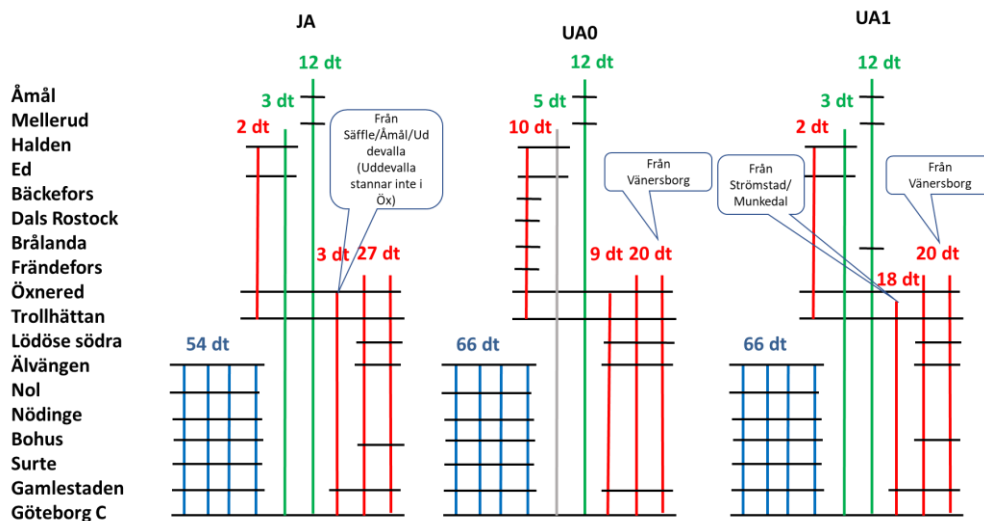 JA
UA0
UA1
12 dt
12 dt
12 dt
Åmål
3 dt
5 dt
3 dt
Mellerud
2 dt
10 dt
2 dt
Från
Säffle/Åmål/Ud
devalla
(Uddevalla
stannar inte i
Öx)
Från
Vänersborg
Från
Strömstad/
Munkedal
Från
Vänersborg
Halden
Ed
Bäckefors
Dals Rostock
Brålanda
3 dt
27 dt
9 dt
20 dt
20 dt
Frändefors
18 dt
Öxnered
Trollhättan
Lödöse södra
54 dt
66 dt
66 dt
Älvängen
Nol
Nödinge
Bohus
Surte
Gamlestaden
Göteborg C